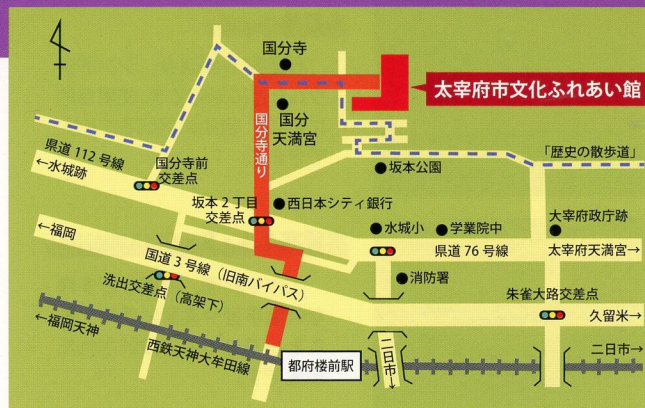 国分寺
太宰府市文化ふれあい館
国分
天満宮
国分寺通り
県道 112 号線
←水城跡
国分寺前
交差点
「歴史の散歩道」
坂本公園
坂本 2 丁目
交差点
西日本シティ銀行
水城小
学業院中
大宰府政庁跡
←福岡
国道 3 号線（旧南バイパス）
県道 76 号線
太宰府天満宮→
洗出交差点（高架下）
消防署
朱雀大路交差点
久留米→
←福岡天神
西鉄天神大牟田線
都府楼前駅
二日市→
二日市→